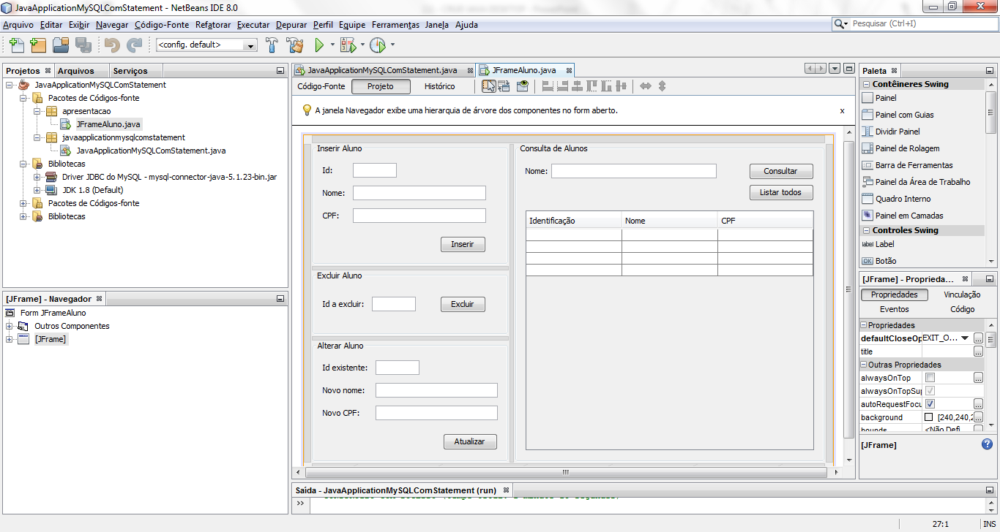 JavaApplicationMySQLComStatement - NetBeans IDE 8.0
Arquivo Editar Exibir Navegar Código-Fonte Refatorar Executar Depurar Perfil Equipe Ferramentas Janela Ajuda
Pesquisar (Ctrl+I)
<config. default>
Projetos Arquivos Serviços
JavaApplicationMySQLComStatement
Pacotes de Códigos-fonte
apresentacao
JFrameAluno.java
javaapplicationmysqlcomstatement
JavaApplicationMySQLComStatement.java
Bibliotecas
Driver JDBC do MySQL - mysql-connector-java-5.1.23-bin.jar
JDK 1.8 (Default)
Pacotes de Códigos-fonte
Bibliotecas
[JFrame] - Navegador
Form JFrameAluno
Outros Componentes
[JFrame]
JavaApplicationMySQLComStatement.java JFrameAluno.java
Código-Fonte Projeto Histórico
A janela Navegador exibe uma hierarquia de árvore dos componentes no form aberto. x
Inserir Aluno
Id:
Nome:
CPF:
Inserir
Excluir Aluno
Id a excluir: Excluir
Alterar Aluno
Id existente:
Novo nome:
Novo CPF:
Atualizar
Consulta de Alunos
Nome: Consultar
Listar todos
Identificação Nome CPF
Saída - JavaApplicationMySQLComStatement (run)
>>
Paleta
Contêineres Swing
Painel
Painel com Guias
Dividir Painel
Painel de Rolagem
Barra de Ferramentas
Painel da Área de Trabalho
Quadro Interno
Painel em Camadas
Controles Swing
label Label
OK Botão
[JFrame] - Proprieda...
Propriedades Vinculação
Eventos Código
Propriedades
defaultCloseOp EXIT_O... ...
title ...
Outras Propriedades
alwaysOnTop ...
alwaysOnTopSup
autoRequestFocu ...
background [240,240,2 ...
bounds <Não Defi ...
[JFrame] ?
27:1 INS